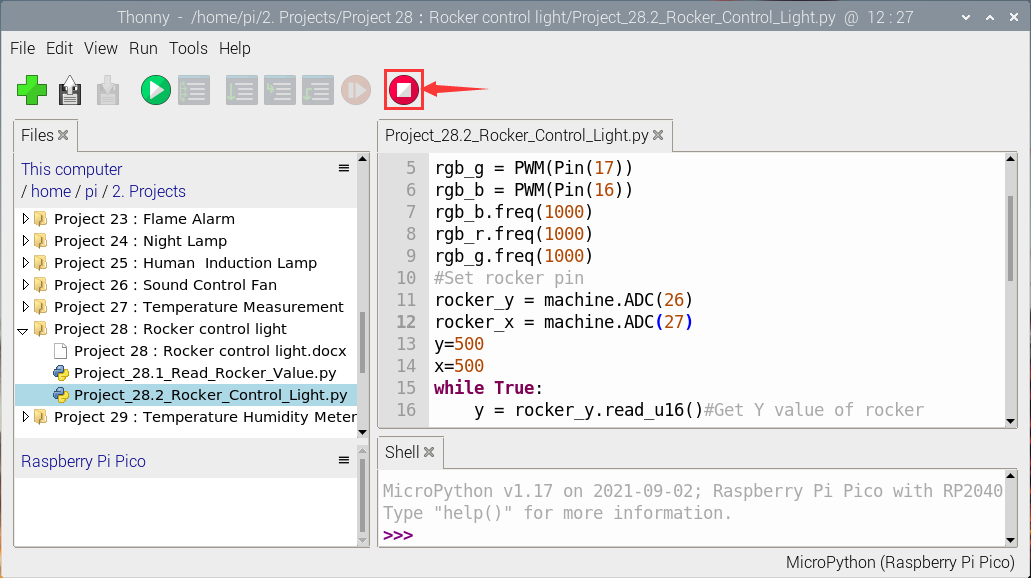 Thonny - /home/pi/2. Projects/Project 28 : Rocker control light/Project_28.2_Rocker_Control_Light.py @ 12 : 27
File Edit View Run Tools Help
Files
This computer
/ home / pi / 2. Projects
Project 23 : Flame Alarm
Project 24 : Night Lamp
Project 25 : Human  Induction Lamp
Project 26 : Sound Control Fan
Project 27 : Temperature Measurement
Project 28 : Rocker control light
Project 28 : Rocker control light.docx
Project_28.1_Read_Rocker_Value.py
Project_28.2_Rocker_Control_Light.py
Project 29 : Temperature Humidity Meter
Raspberry Pi Pico
Project_28.2_Rocker_Control_Light.py
5 rgb_g = PWM(Pin(17))
6 rgb_b = PWM(Pin(16))
7 rgb_b.freq(1000)
8 rgb_r.freq(1000)
9 rgb_g.freq(1000)
10 #Set rocker pin
11 rocker_y = machine.ADC(26)
12 rocker_x = machine.ADC(27)
13 y=500
14 x=500
15 while True:
16     y = rocker_y.read_u16()#Get Y value of rocker
Shell
MicroPython v1.17 on 2021-09-02; Raspberry Pi Pico with RP2040
Type "help()" for more information.
>>>
MicroPython (Raspberry Pi Pico)